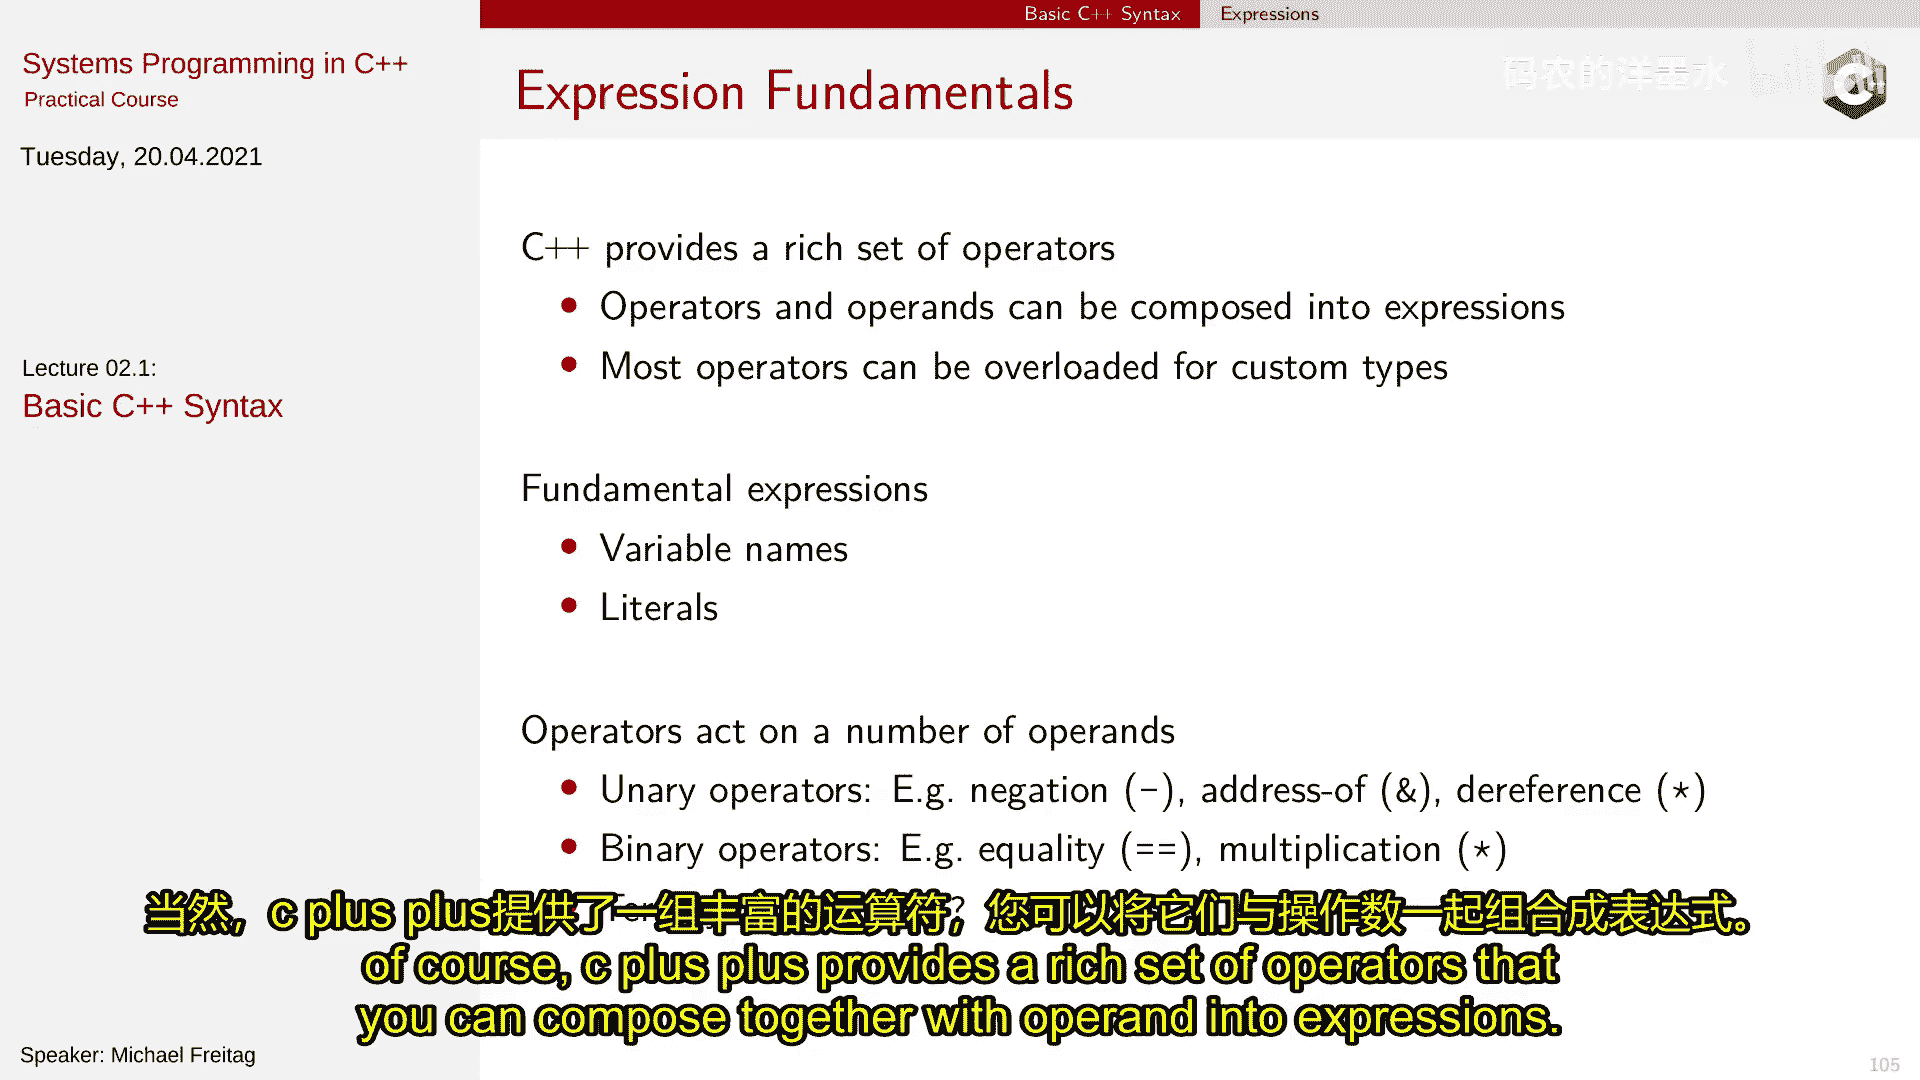 Basic C++ Syntax Expressions
Systems Programming in C++
Practical Course
Tuesday, 20.04.2021
Expression Fundamentals
码农的洋墨水
C++ provides a rich set of operators
• Operators and operands can be composed into expressions
• Most operators can be overloaded for custom types
Lecture 02.1:
Basic C++ Syntax
Fundamental expressions
• Variable names
• Literals
Operators act on a number of operands
• Unary operators: E.g. negation (-), address-of (&), dereference (*)
• Binary operators: E.g. equality (==), multiplication (*)
当然，c plus plus提供了一组丰富的运算符，您可以将它们与操作数一起组合成表达式。
of course, c plus plus provides a rich set of operators that
you can compose together with operand into expressions.
Speaker: Michael Freitag
105